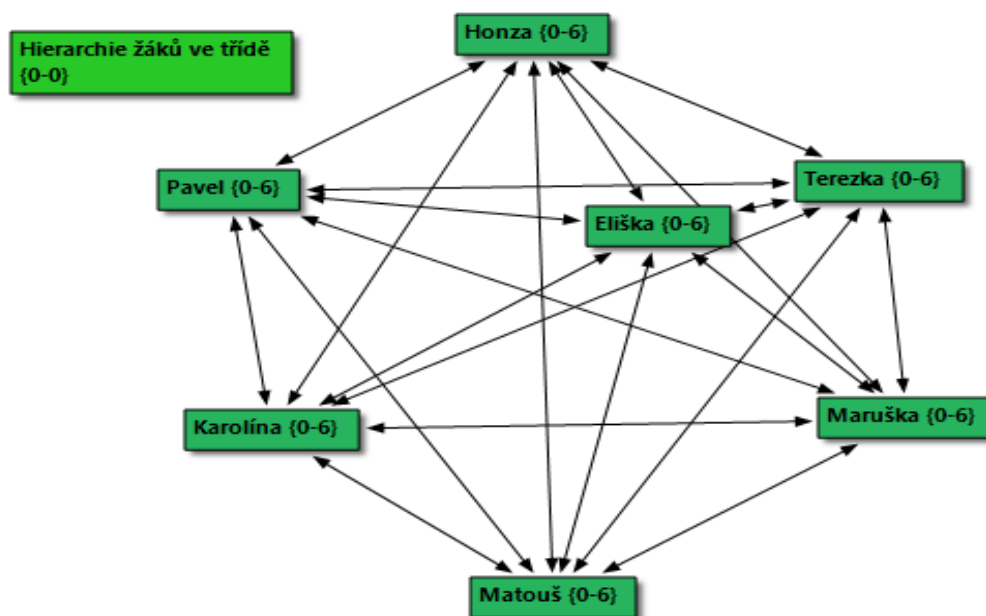 Honza {0-6}
Hierarchie žáků ve třídě
{0-0}
Pavel {0-6}
Terezka {0-6}
Eliška {0-6}
Karolína {0-6}
Maruška {0-6}
Matouš {0-6}